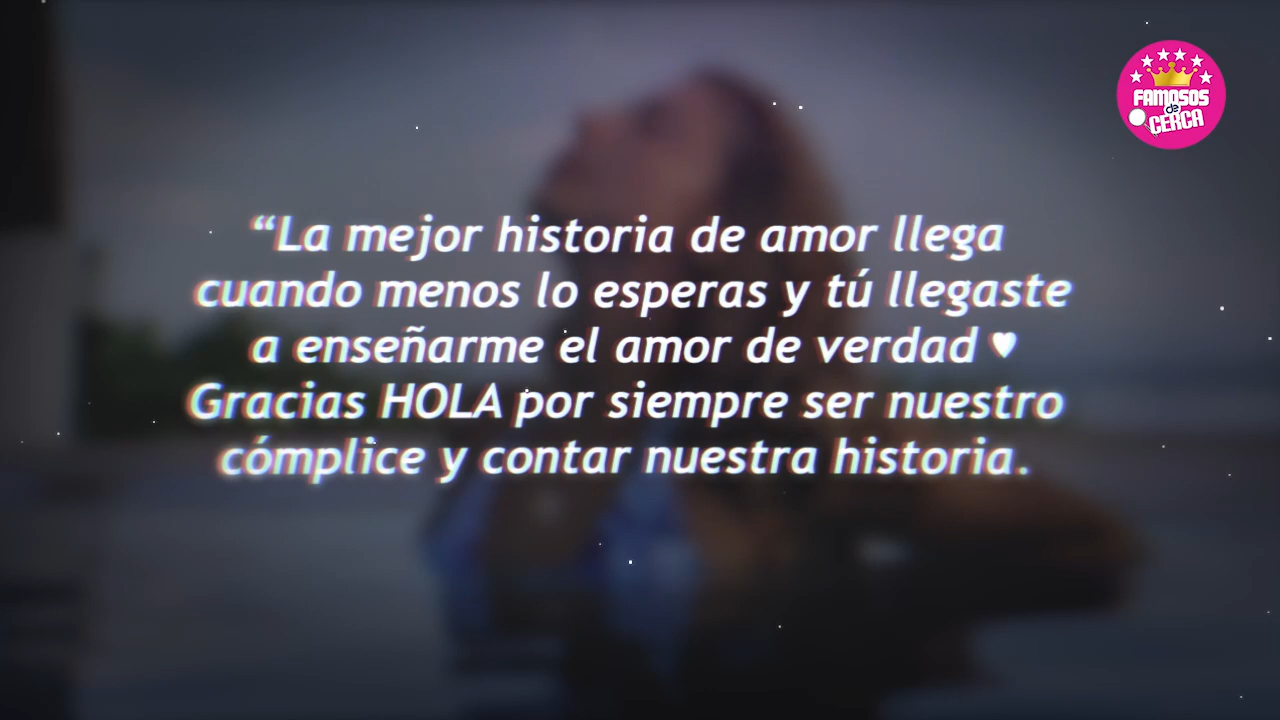 FAMOSOS
de
CERCA
“La mejor historia de amor llega
cuando menos lo esperas y tú llegaste
a enseñarme el amor de verdad ♥
Gracias HOLA por siempre ser nuestro
cómplice y contar nuestra historia.